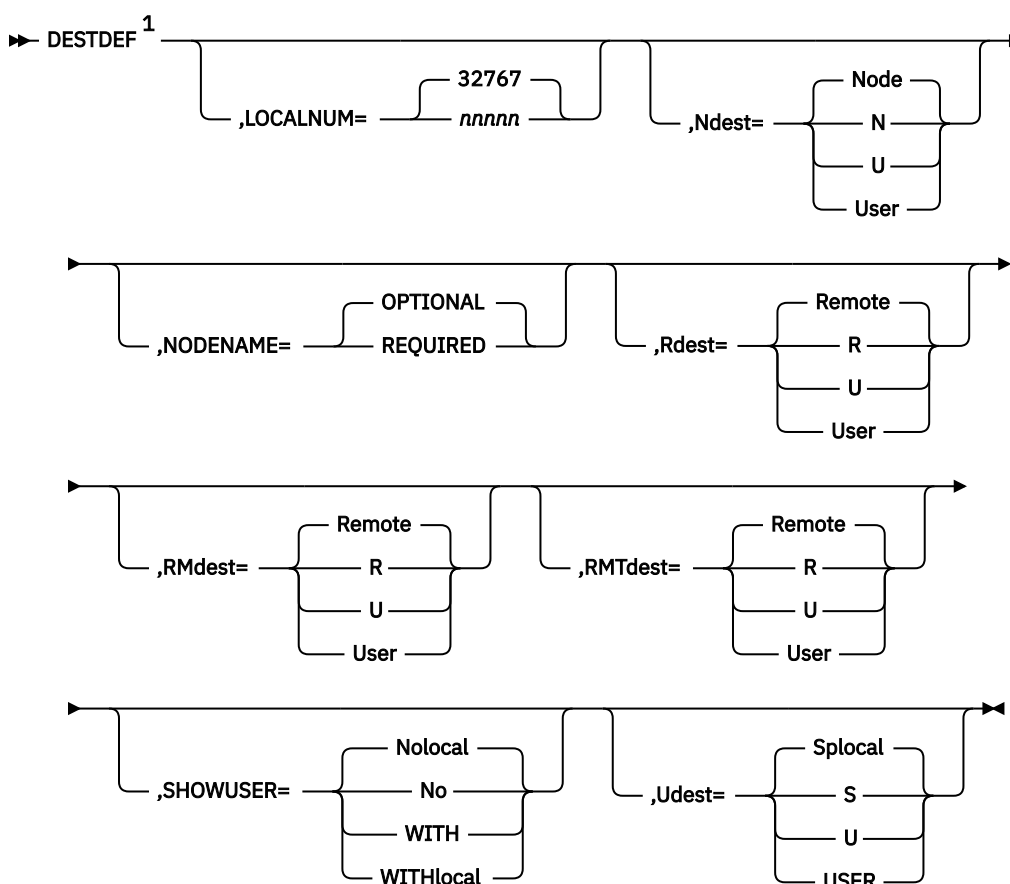 DESTDEF 1
,LOCALNUM=
32767
nnnnn
,Ndest=
Node
N
U
User
,NODENAME=
OPTIONAL
REQUIRED
,Rdest=
Remote
R
U
User
,RMdest=
Remote
R
U
User
,RMTdest=
Remote
R
U
User
,SHOWUSER=
Nolocal
No
WITH
WITHlocal
,Udest=
Splocal
S
U
USER